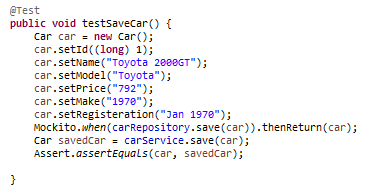 @Test
public void testSaveCar() {
    Car car = new Car();
    car.setId((long) 1);
    car.setName("Toyota 2000GT");
    car.setModel("Toyota");
    car.setPrice("792");
    car.setMake("1970");
    car.setRegisteration("Jan 1970");
    Mockito.when(carRepository.save(car)).thenReturn(car);
    Car savedCar = carService.save(car);
    Assert.assertEquals(car, savedCar);
}